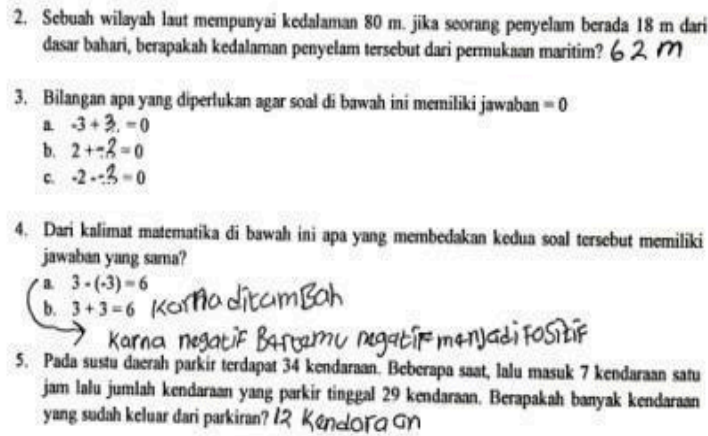 2. Sebuah wilayah laut mempunyai kedalaman 80 m. jika seorang penyelam berada 18 m dari
dasar bahari, berapakah kedalaman penyelam tersebut dari permukaan maritim? 62 m
3. Bilangan apa yang diperlukan agar soal di bawah ini memiliki jawaban = 0
a. -3 + 3. = 0
b. 2 + -2 = 0
c. -2 - -3 = 0
4. Dari kalimat matematika di bawah ini apa yang membedakan kedua soal tersebut memiliki
jawaban yang sama?
a. 3 - (-3) = 6
b. 3 + 3 = 6 Karna ditambah
Karna negatif Bertemu negatif menjadi Fositif
5. Pada sustu daerah parkir terdapat 34 kendaraan. Beberapa saat, lalu masuk 7 kendaraan satu
jam lalu jumlah kendaraan yang parkir tinggal 29 kendaraan. Berapakah banyak kendaraan
yang sudah keluar dari parkiran? 12 Kendaraan